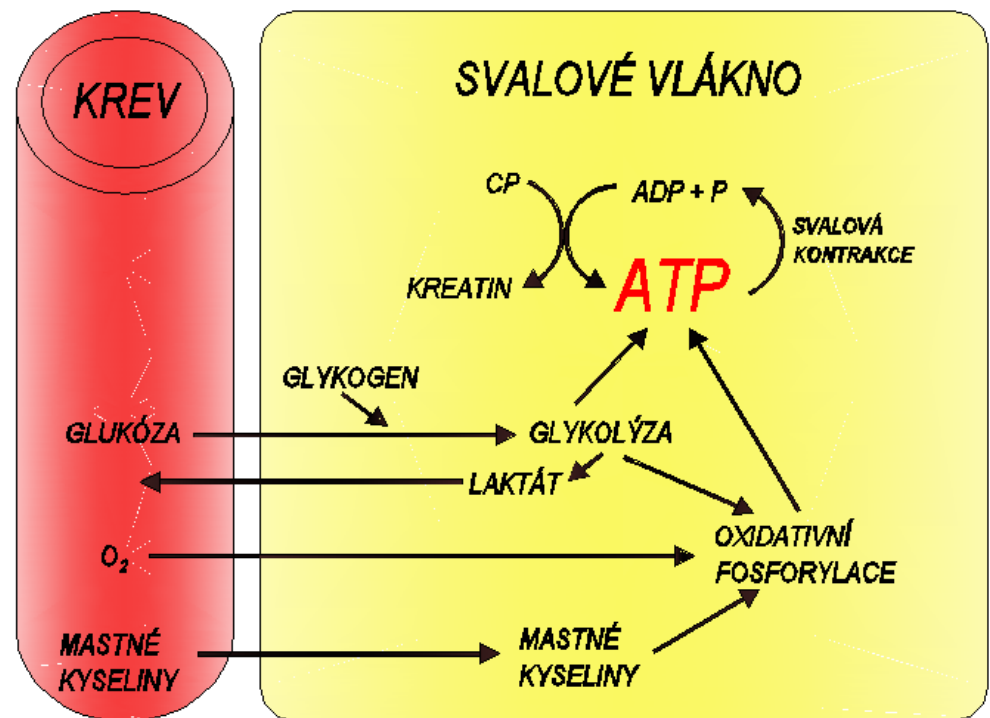 KREV
SVALOVÉ VLÁKNO
CP
ADP + P
SVALOVÁ
KONTRAKCE
KREATIN
ATP
GLYKOGEN
GLUKÓZA
GLYKOLÝZA
LAKTÁT
O₂
OXIDATIVNÍ
FOSFORYLACE
MASTNÉ
KYSELINY
MASTNÉ
KYSELINY